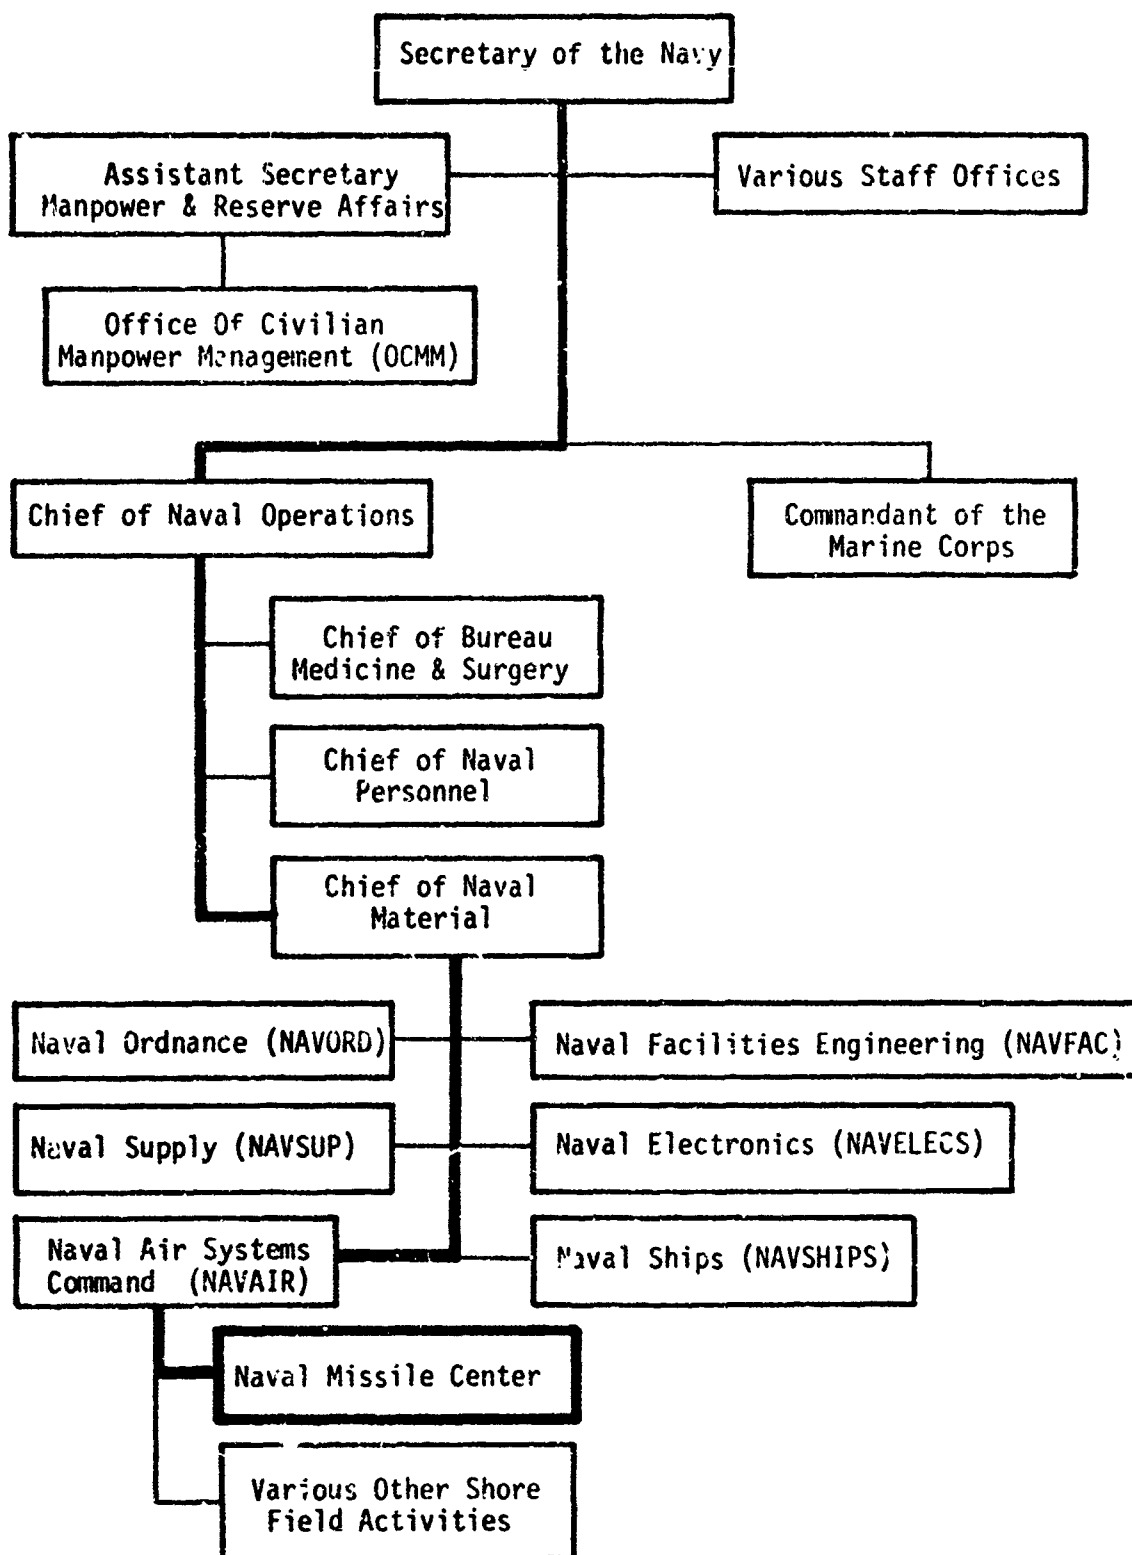 Secretary of the Navy
Assistant Secretary
Manpower & Reserve Affairs
Various Staff Offices
Office Of Civilian
Manpower Management (OCMM)
Chief of Naval Operations
Commandant of the
Marine Corps
Chief of Bureau
Medicine & Surgery
Chief of Naval
Personnel
Chief of Naval
Material
Naval Ordnance (NAVORD)
Naval Facilities Engineering (NAVFAC)
Naval Supply (NAVSUP)
Naval Electronics (NAVELECS)
Naval Air Systems
Command (NAVAIR)
Naval Ships (NAVSHIPS)
Naval Missile Center
Various Other Shore
Field Activities